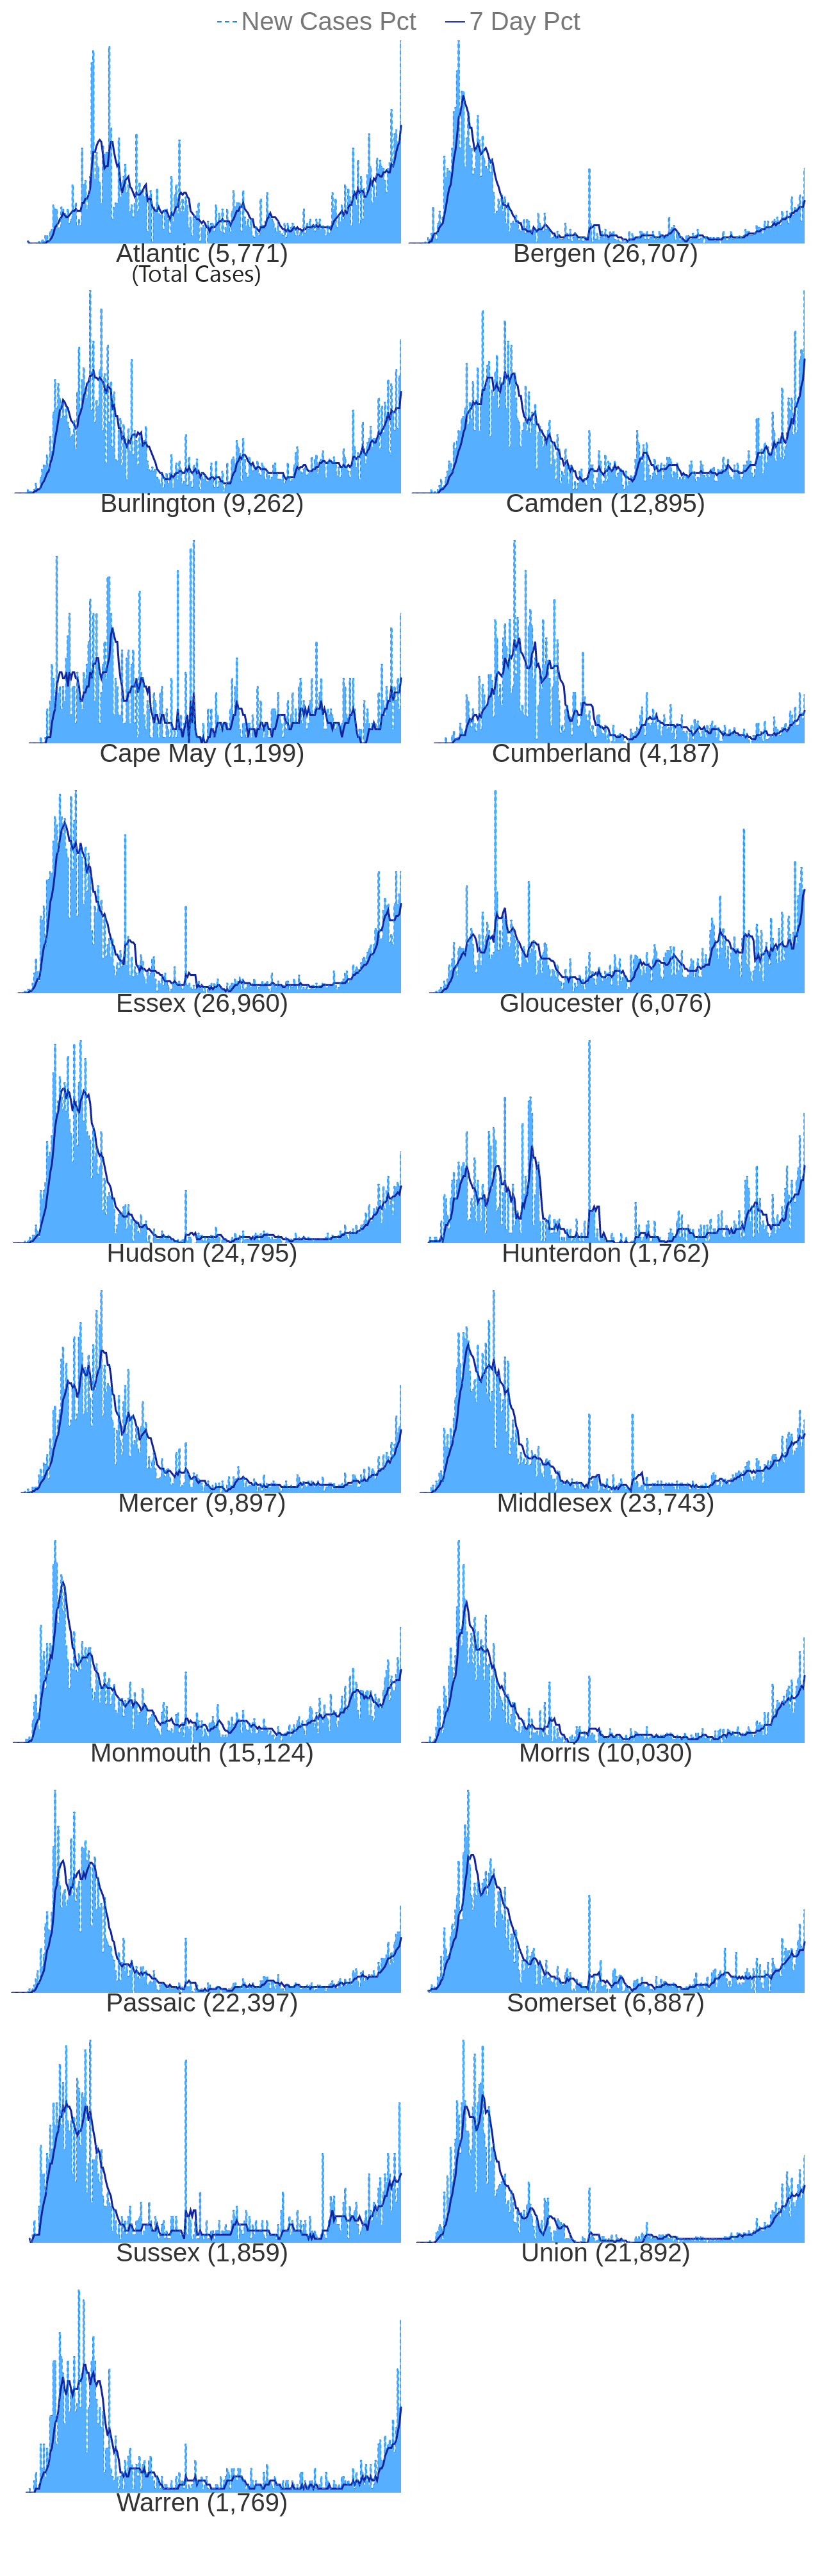 New Cases Pct 7 Day Pct
Atlantic (5,771) Bergen (26,707)
(Total Cases)
Burlington (9,262) Camden (12,895)
Cape May (1,199) Cumberland (4,187)
Essex (26,960) Gloucester (6,076)
Hudson (24,795) Hunterdon (1,762)
Mercer (9,897) Middlesex (23,743)
Monmouth (15,124) Morris (10,030)
Passaic (22,397) Somerset (6,887)
Sussex (1,859) Union (21,892)
Warren (1,769)